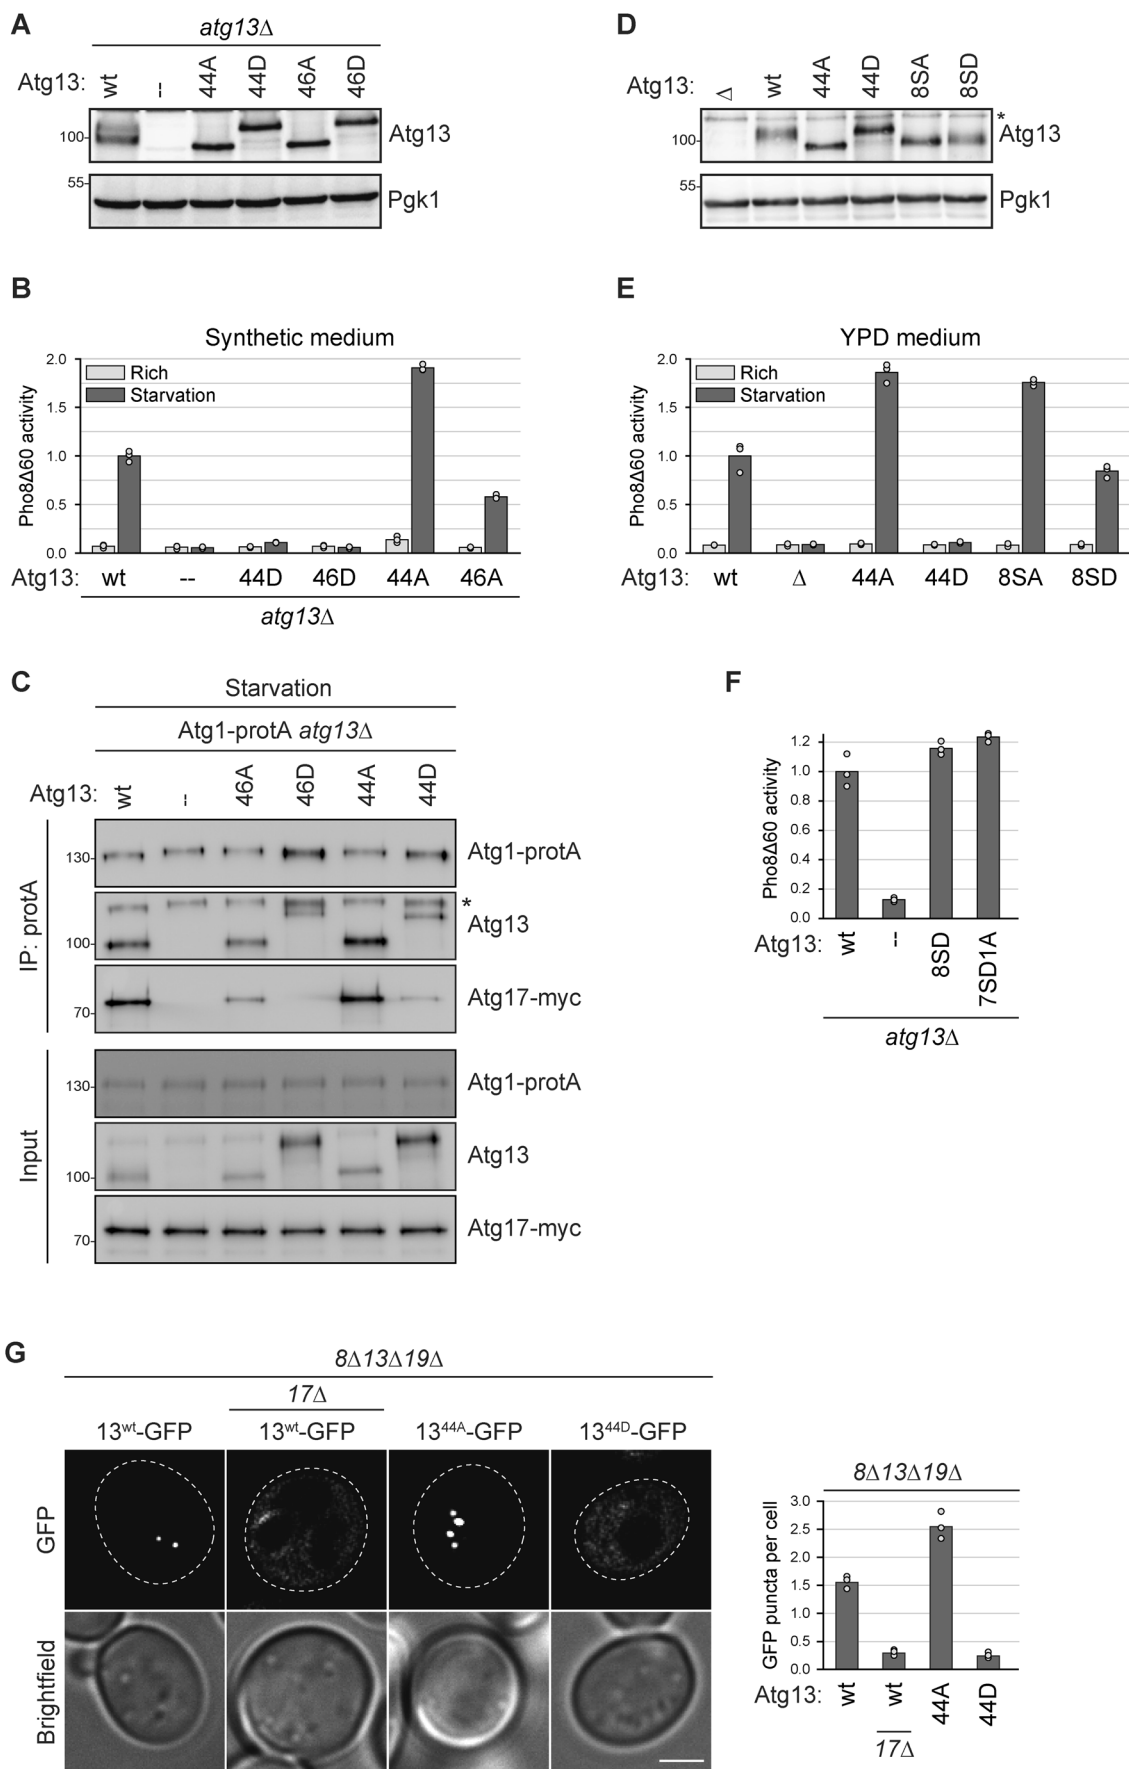 A
atg13Δ
Atg13: wt -- 44A 44D 46A 46D
100
Atg13
55
Pgk1
D
Atg13: Δ wt 44A 44D 8SA 8SD
*
100
Atg13
55
Pgk1
B
Synthetic medium
Pho8Δ60 activity
2.0
1.5
1.0
0.5
0.0
Rich
Starvation
Atg13: wt -- 44D 46D 44A 46A
atg13Δ
E
YPD medium
Pho8Δ60 activity
2.0
1.5
1.0
0.5
0.0
Rich
Starvation
Atg13: wt Δ 44A 44D 8SA 8SD
C
Starvation
Atg1-protA atg13Δ
Atg13: wt -- 46A 46D 44A 44D
IP: protA
130
Atg1-protA
*
100
Atg13
70
Atg17-myc
Input
130
Atg1-protA
100
Atg13
70
Atg17-myc
F
Pho8Δ60 activity
1.2
1.0
0.8
0.6
0.4
0.2
0.0
Atg13: wt -- 8SD 7SD1A
atg13Δ
G
8Δ13Δ19Δ
17Δ
13wt-GFP 13wt-GFP 1344A-GFP 1344D-GFP
GFP
Brightfield
8Δ13Δ19Δ
GFP puncta per cell
3.0
2.5
2.0
1.5
1.0
0.5
0.0
Atg13: wt wt 44A 44D
17Δ